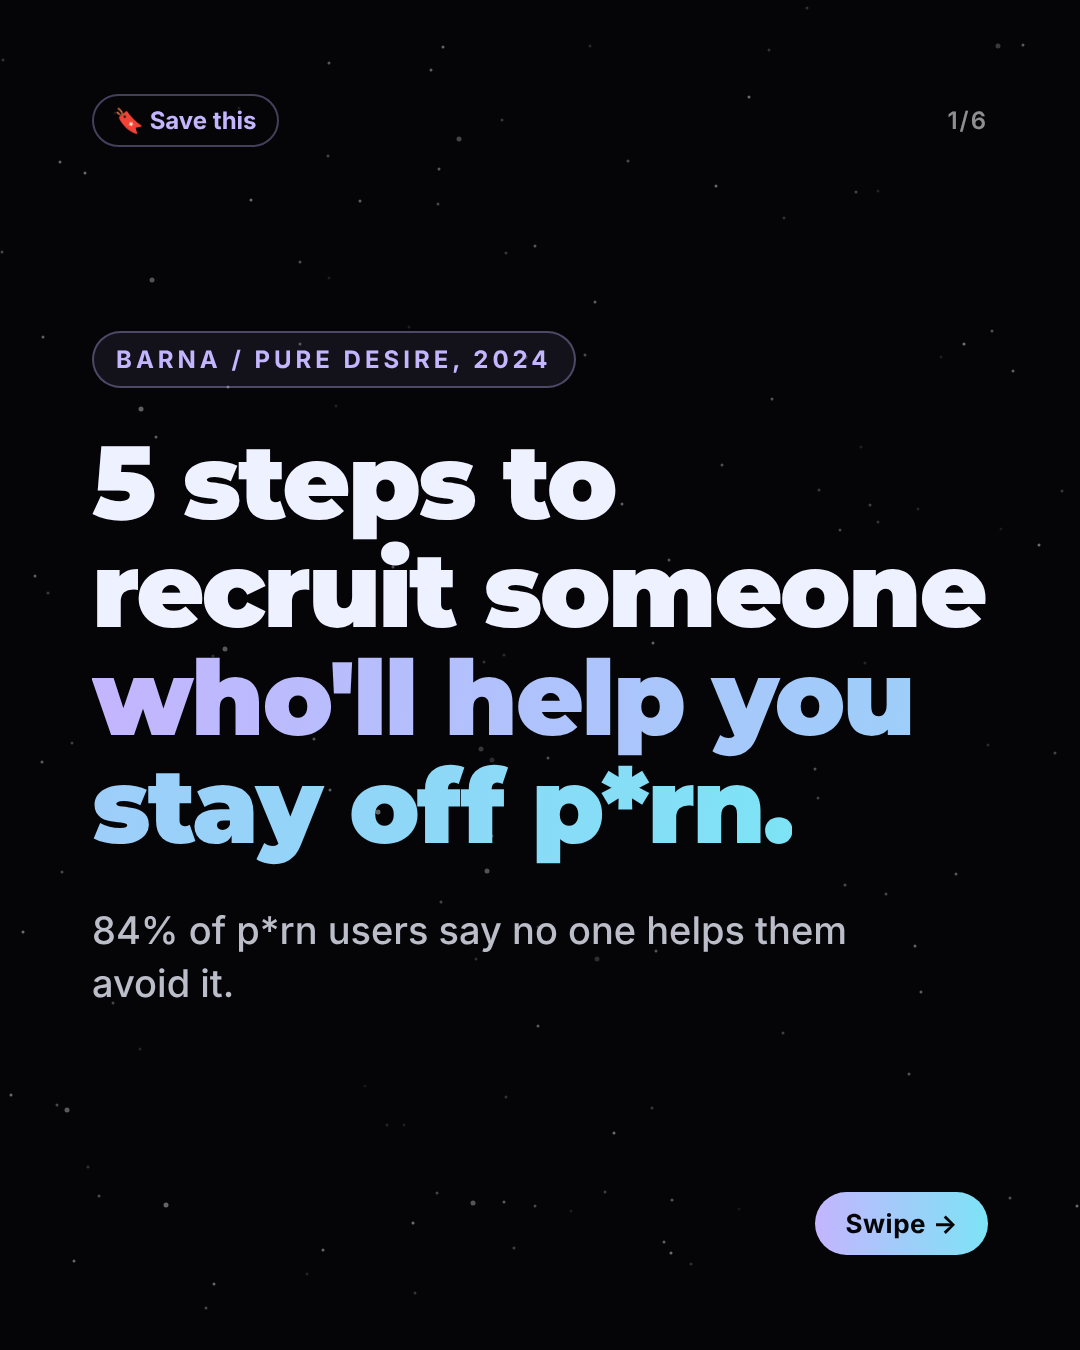 🔖 Save this
1/6
BARNA / PURE DESIRE, 2024
5 steps to
recruit someone
who'll help you
stay off p*rn.
84% of p*rn users say no one helps them
avoid it.
Swipe →